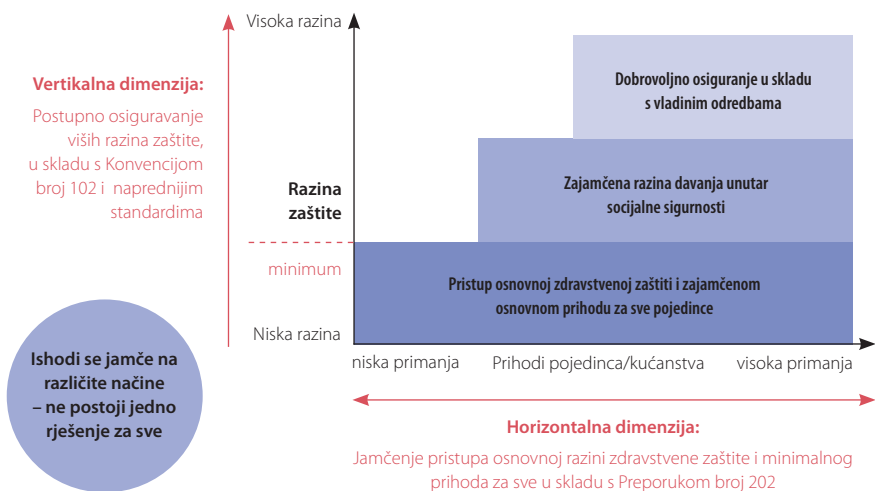 Visoka razina
Vertikalna dimenzija:
Postupno osiguravanje
viših razina zaštite,
u skladu s Konvencijom
broj 102 i naprednijim
standardima
Razina
zaštite
minimum
Niska razina
Dobrovoljno osiguranje u skladu
s vladinim odredbama
Zajamčena razina davanja unutar
socijalne sigurnosti
Pristup osnovnoj zdravstvenoj zaštiti i zajamčenom
osnovnom prihodu za sve pojedince
niska primanja
Prihodi pojedinca/kućanstva
visoka primanja
Ishodi se jamče na
različite načine
– ne postoji jedno
rješenje za sve
Horizontalna dimenzija:
Jamčenje pristupa osnovnoj razini zdravstvene zaštite i minimalnog
prihoda za sve u skladu s Preporukom broj 202